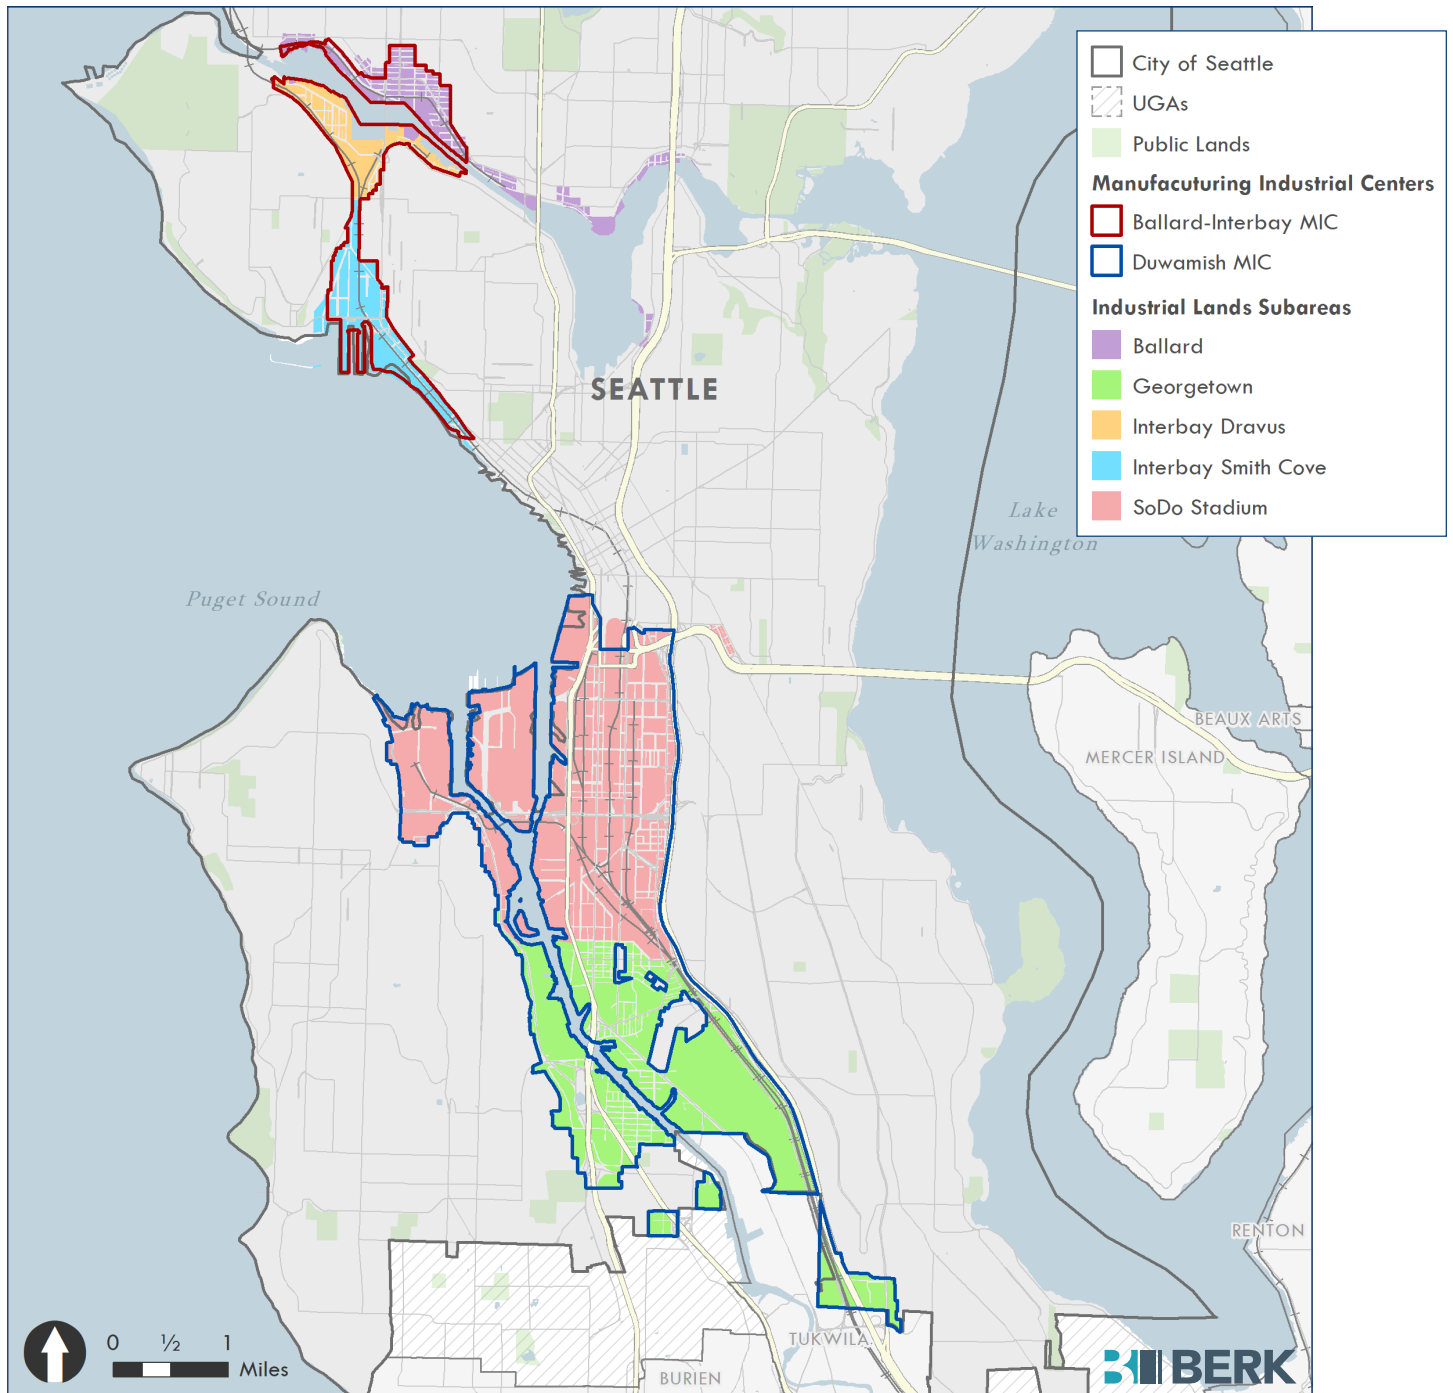 City of Seattle
UGAs
Public Lands
Manufacuturing Industrial Centers
Ballard-Interbay MIC
Duwamish MIC
Industrial Lands Subareas
Ballard
Georgetown
Interbay Dravus
Interbay Smith Cove
SoDo Stadium
SEATTLE
Lake
Washington
Puget Sound
BEAUX ARTS
MERCER ISLAND
RENTON
TUKWILA
BURIEN
0 ½ 1
Miles
BERK